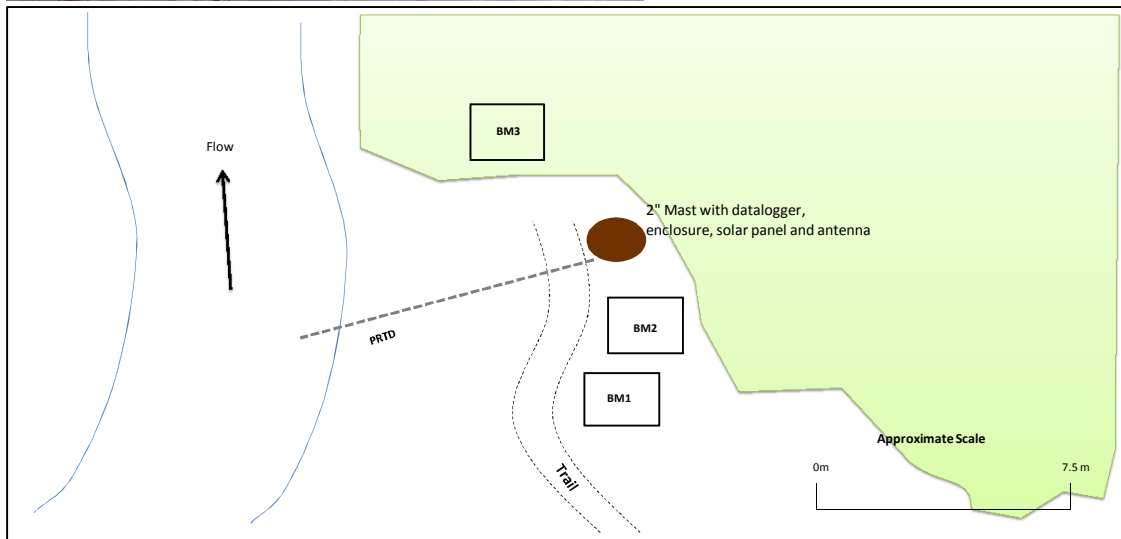 BM3
Flow
2" Mast with datalogger,
enclosure, solar panel and antenna
BM2
PRTD
BM1
Approximate Scale
0m
7.5 m
Trail